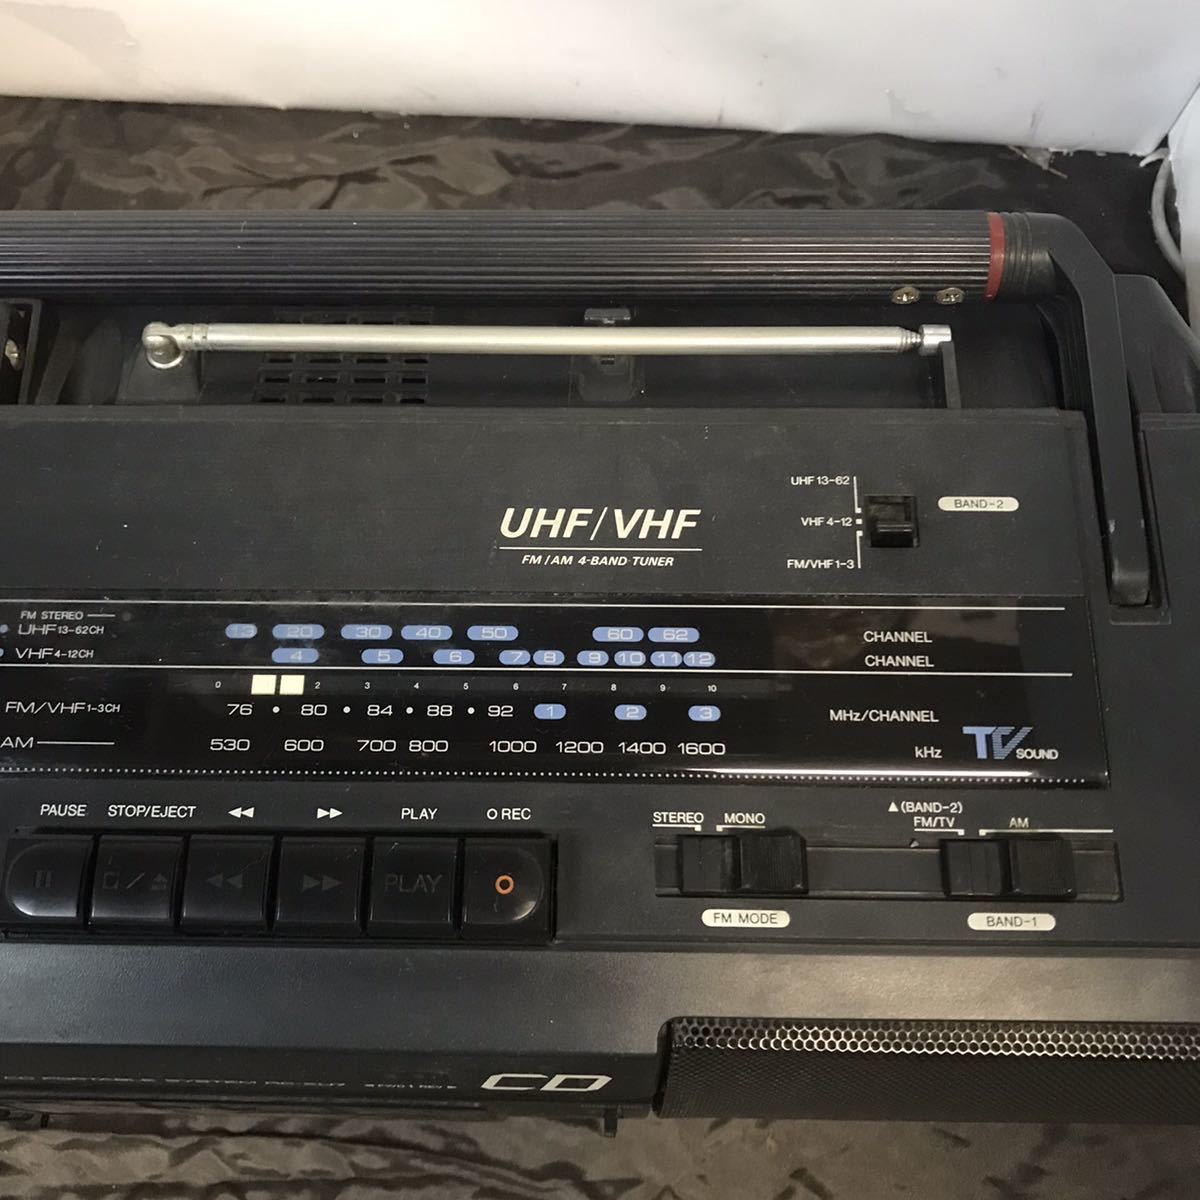 UHF 13-62
VHF 4-12
FM/VHF 1-3
BAND-2
UHF/VHF
FM/AM 4-BAND TUNER
FM STEREO
UHF 13-62CH 13 20 30 40 50 60 62 CHANNEL
VHF 4-12CH 4 5 6 7 8 9 10 11 12 CHANNEL
0 2 3 4 5 6 7 8 9 10
FM/VHF 1-3CH 76 • 80 • 84 • 88 • 92 1 2 3 MHz/CHANNEL
AM 530 600 700 800 1000 1200 1400 1600 kHz
TV SOUND
PAUSE STOP/EJECT ◀◀ ▶▶ PLAY O REC
PLAY
STEREO MONO
FM MODE
▲(BAND-2)
FM/TV AM
BAND-1
PORTABLE SYSTEM
CD